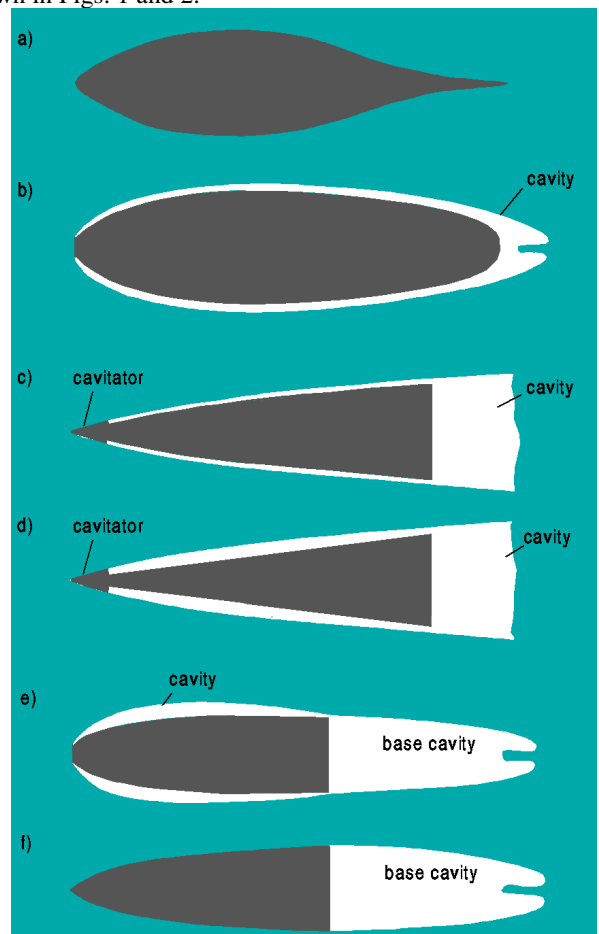 wn in Figs. 1 and 2.
a)
b)
cavity
c)
cavitator
cavity
d)
cavitator
cavity
e)
cavity
base cavity
f)
base cavity